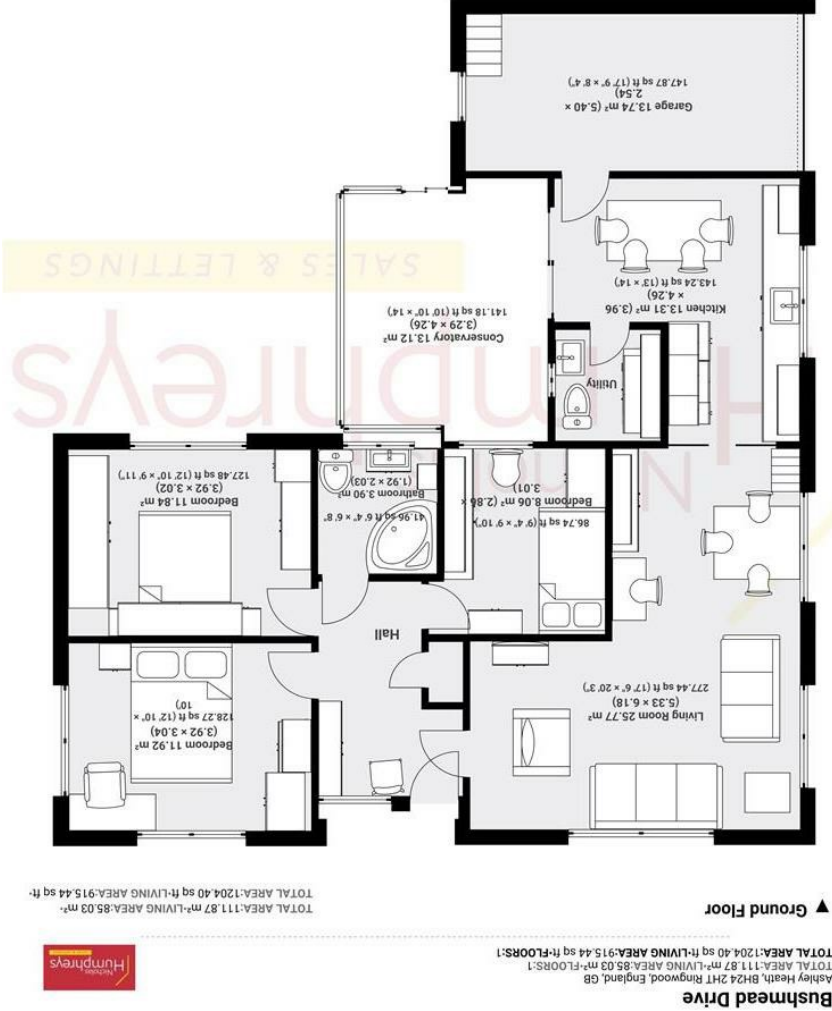 Bushmead Drive
Ashley Heath, BH24 2HT Ringwood, England, GB
TOTAL AREA:111.87 m²-LIVING AREA:85.03 m²-FLOORS:1
TOTAL AREA:1204.40 sq ft-LIVING AREA:915.44 sq ft-FLOORS:1
Nicholas
Humphreys
▼ Ground Floor
TOTAL AREA:111.87 m²-LIVING AREA:85.03 m²-
TOTAL AREA:1204.40 sq ft-LIVING AREA:915.44 sq ft-
Living Room 25.77 m²
(5.33 × 6.18)
277.44 sq ft (17' 6" × 20' 3")
Bedroom 11.92 m²
(3.92 × 3.04)
128.27 sq ft (12' 10" ×
10')
Hall
Bedroom 8.06 m² (2.86 ×
3.01)
86.74 sq ft (9' 4" × 9' 10")
41.96 sq ft 6' 4" × 6' 8"
Bathroom 3.90 m²
(1.92 × 2.03)
Bedroom 11.84 m²
(3.92 × 3.02)
127.48 sq ft (12' 10" × 9' 11")
Utility
Kitchen 13.31 m² (3.96
× 4.26)
143.24 sq ft (13' × 14')
Conservatory 13.12 m²
(3.29 × 4.26)
141.18 sq ft (10' 10" × 14')
Garage 13.74 m² (5.40 ×
2.54)
147.87 sq ft (17' 9" × 8' 4")
Nicholas
Humphreys
SALES & LETTINGS